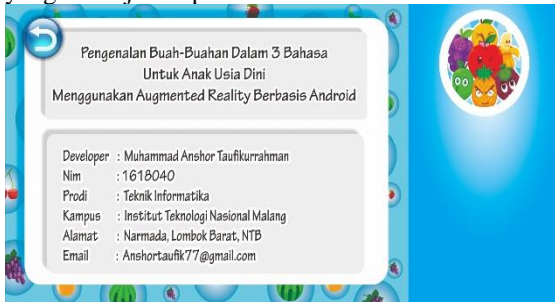 Pengenalan Buah-Buahan Dalam 3 Bahasa
Untuk Anak Usia Dini
Menggunakan Augmented Reality Berbasis Android
Developer : Muhammad Anshor Taufikurrahman
Nim : 1618040
Prodi : Teknik Informatika
Kampus : Institut Teknologi Nasional Malang
Alamat : Narmada, Lombok Barat, NTB
Email : Anshortaufik77@gmail.com